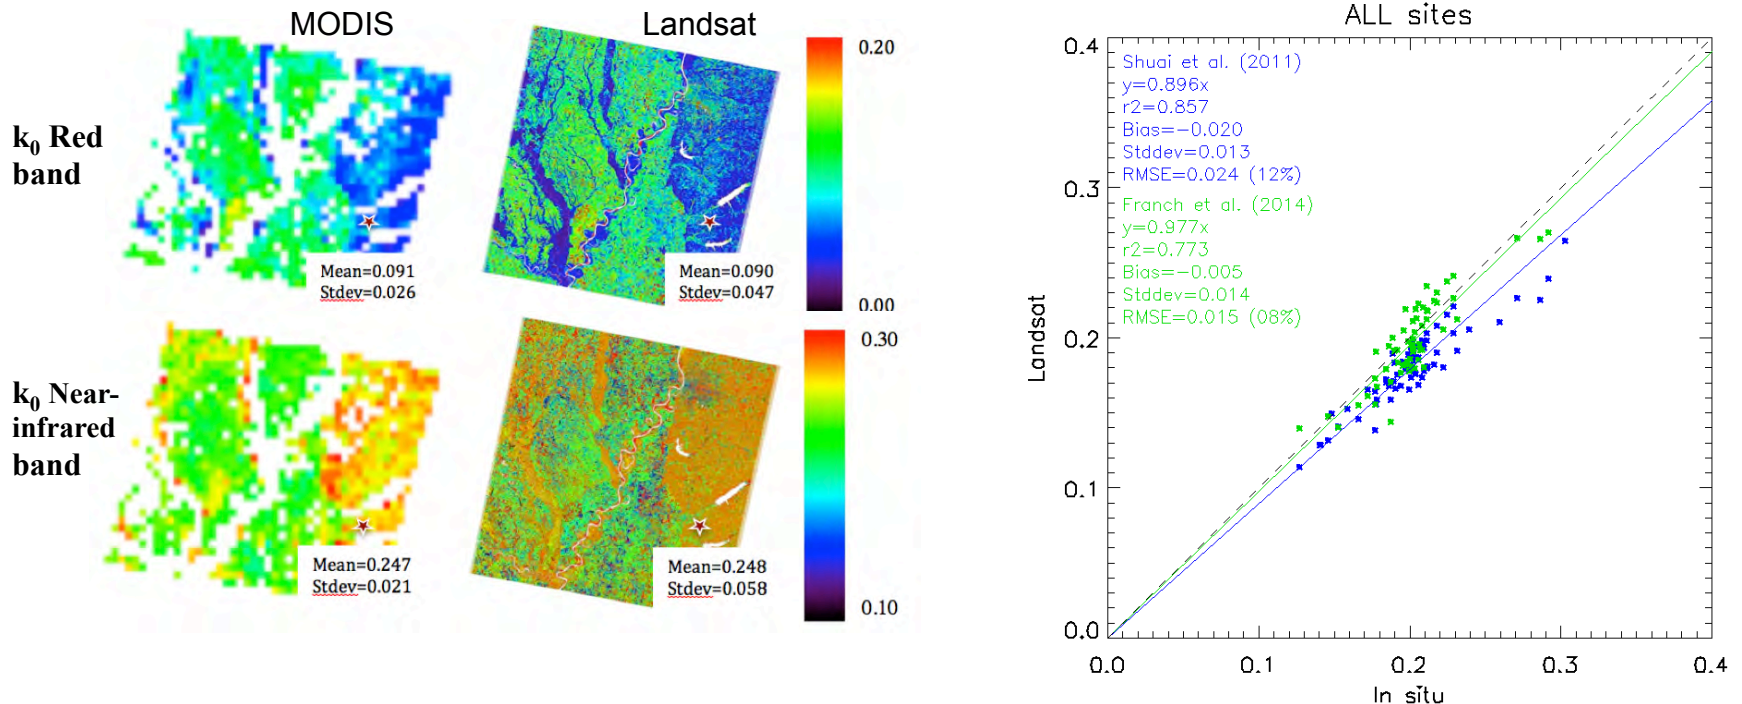 MODIS
Landsat
k0 Red
band
0.20
0.00
Mean=0.091
Stdev=0.026
Mean=0.090
Stdev=0.047
k0 Near-
infrared
band
0.30
0.10
Mean=0.247
Stdev=0.021
Mean=0.248
Stdev=0.058
ALL sites
Shuai et al. (2011)
y=0.896x
r2=0.857
Bias=−0.020
Stddev=0.013
RMSE=0.024 (12%)
Franch et al. (2014)
y=0.977x
r2=0.773
Bias=−0.005
Stddev=0.014
RMSE=0.015 (08%)
0.4
0.3
0.2
0.1
0.0
Landsat
0.0 0.1 0.2 0.3 0.4
In situ